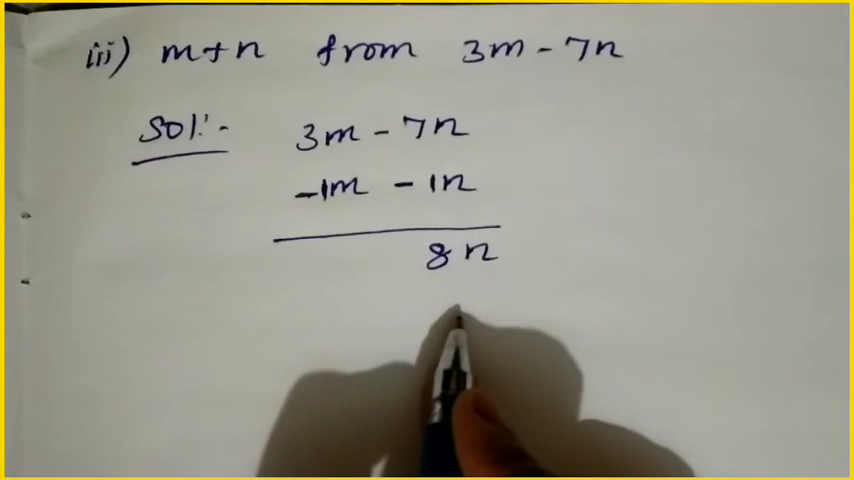 iii) m+n from 3m - 7n
Sol:- 3m - 7n
-1m - 1n
8n